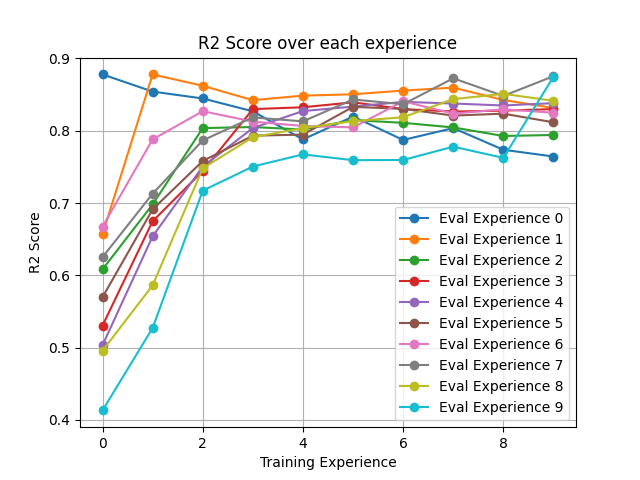 R2 Score over each experience
0.9
0.8
0.7
0.6
0.5
0.4
R2 Score
0
2
4
6
8
Training Experience
Eval Experience 0
Eval Experience 1
Eval Experience 2
Eval Experience 3
Eval Experience 4
Eval Experience 5
Eval Experience 6
Eval Experience 7
Eval Experience 8
Eval Experience 9